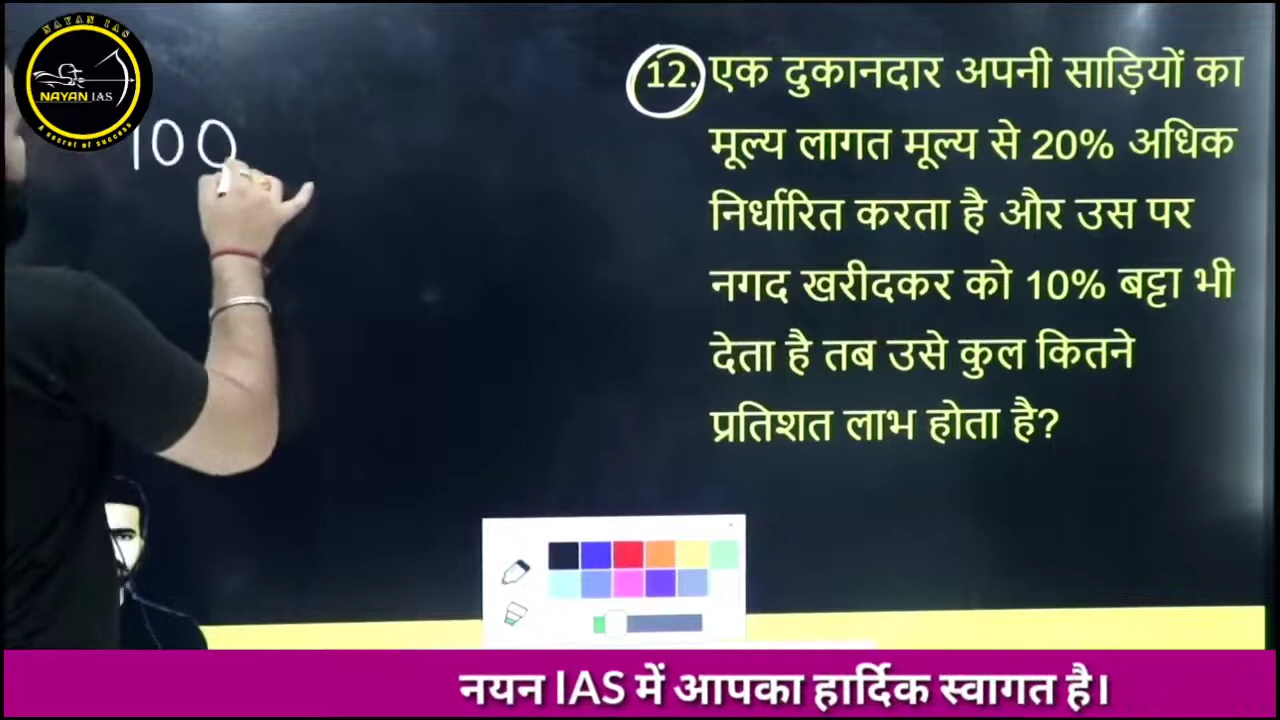 NAYAN IAS
NAYAN IAS
A secret of success
100
12. एक दुकानदार अपनी साड़ियों का
मूल्य लागत मूल्य से 20% अधिक
निर्धारित करता है और उस पर
नगद खरीदकर को 10% बट्टा भी
देता है तब उसे कुल कितने
प्रतिशत लाभ होता है?
नयन IAS में आपका हार्दिक स्वागत है।